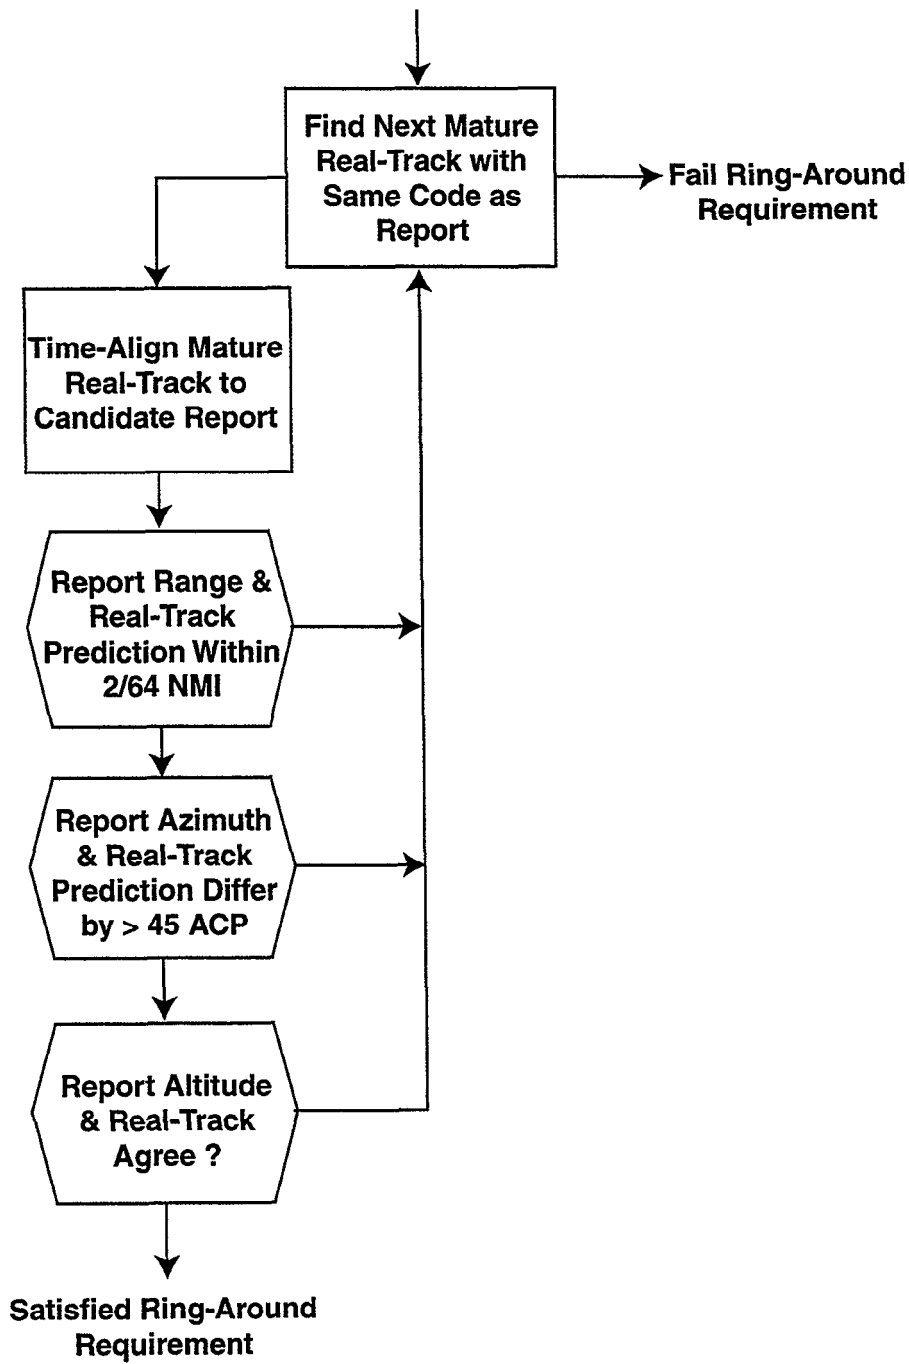 Find Next Mature
Real-Track with
Same Code as
Report
Fail Ring-Around
Requirement
Time-Align Mature
Real-Track to
Candidate Report
Report Range &
Real-Track
Prediction Within
2/64 NMI
Report Azimuth
& Real-Track
Prediction Differ
by > 45 ACP
Report Altitude
& Real-Track
Agree ?
Satisfied Ring-Around
Requirement